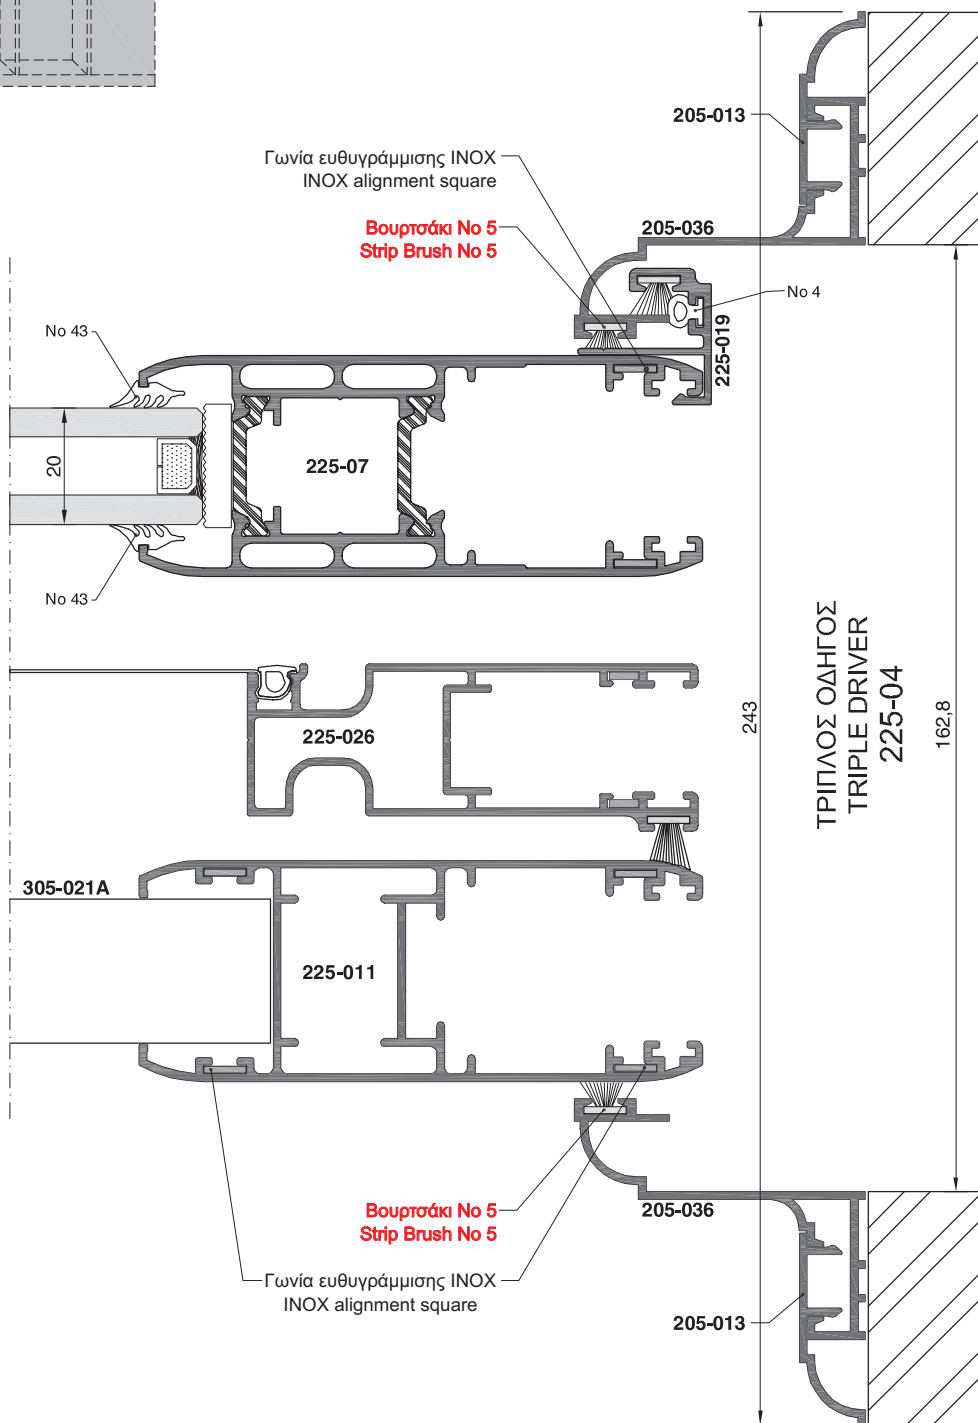 205-013
Γωνία ευθυγράμμισης INOX
INOX alignment square
Βουρτσάκι No 5
Strip Brush No 5
205-036
No 4
225-019
No 43
20
225-07
No 43
ΤΡΙΠΛΟΣ ΟΔΗΓΟΣ
TRIPLE DRIVER
225-04
243
162,8
225-026
305-021A
225-011
Βουρτσάκι No 5
Strip Brush No 5
205-036
Γωνία ευθυγράμμισης INOX
INOX alignment square
205-013